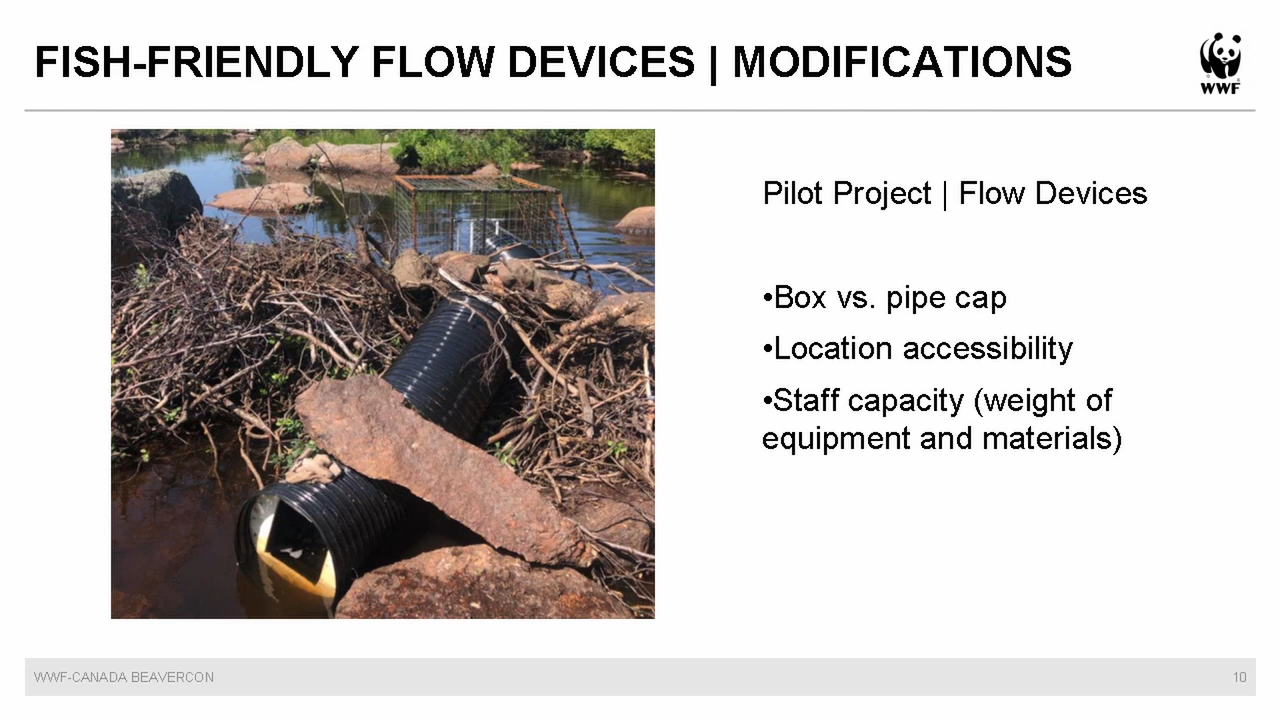 FISH-FRIENDLY FLOW DEVICES | MODIFICATIONS
WWF
Pilot Project | Flow Devices
•Box vs. pipe cap
•Location accessibility
•Staff capacity (weight of
equipment and materials)
WWF-CANADA BEAVERCON
10